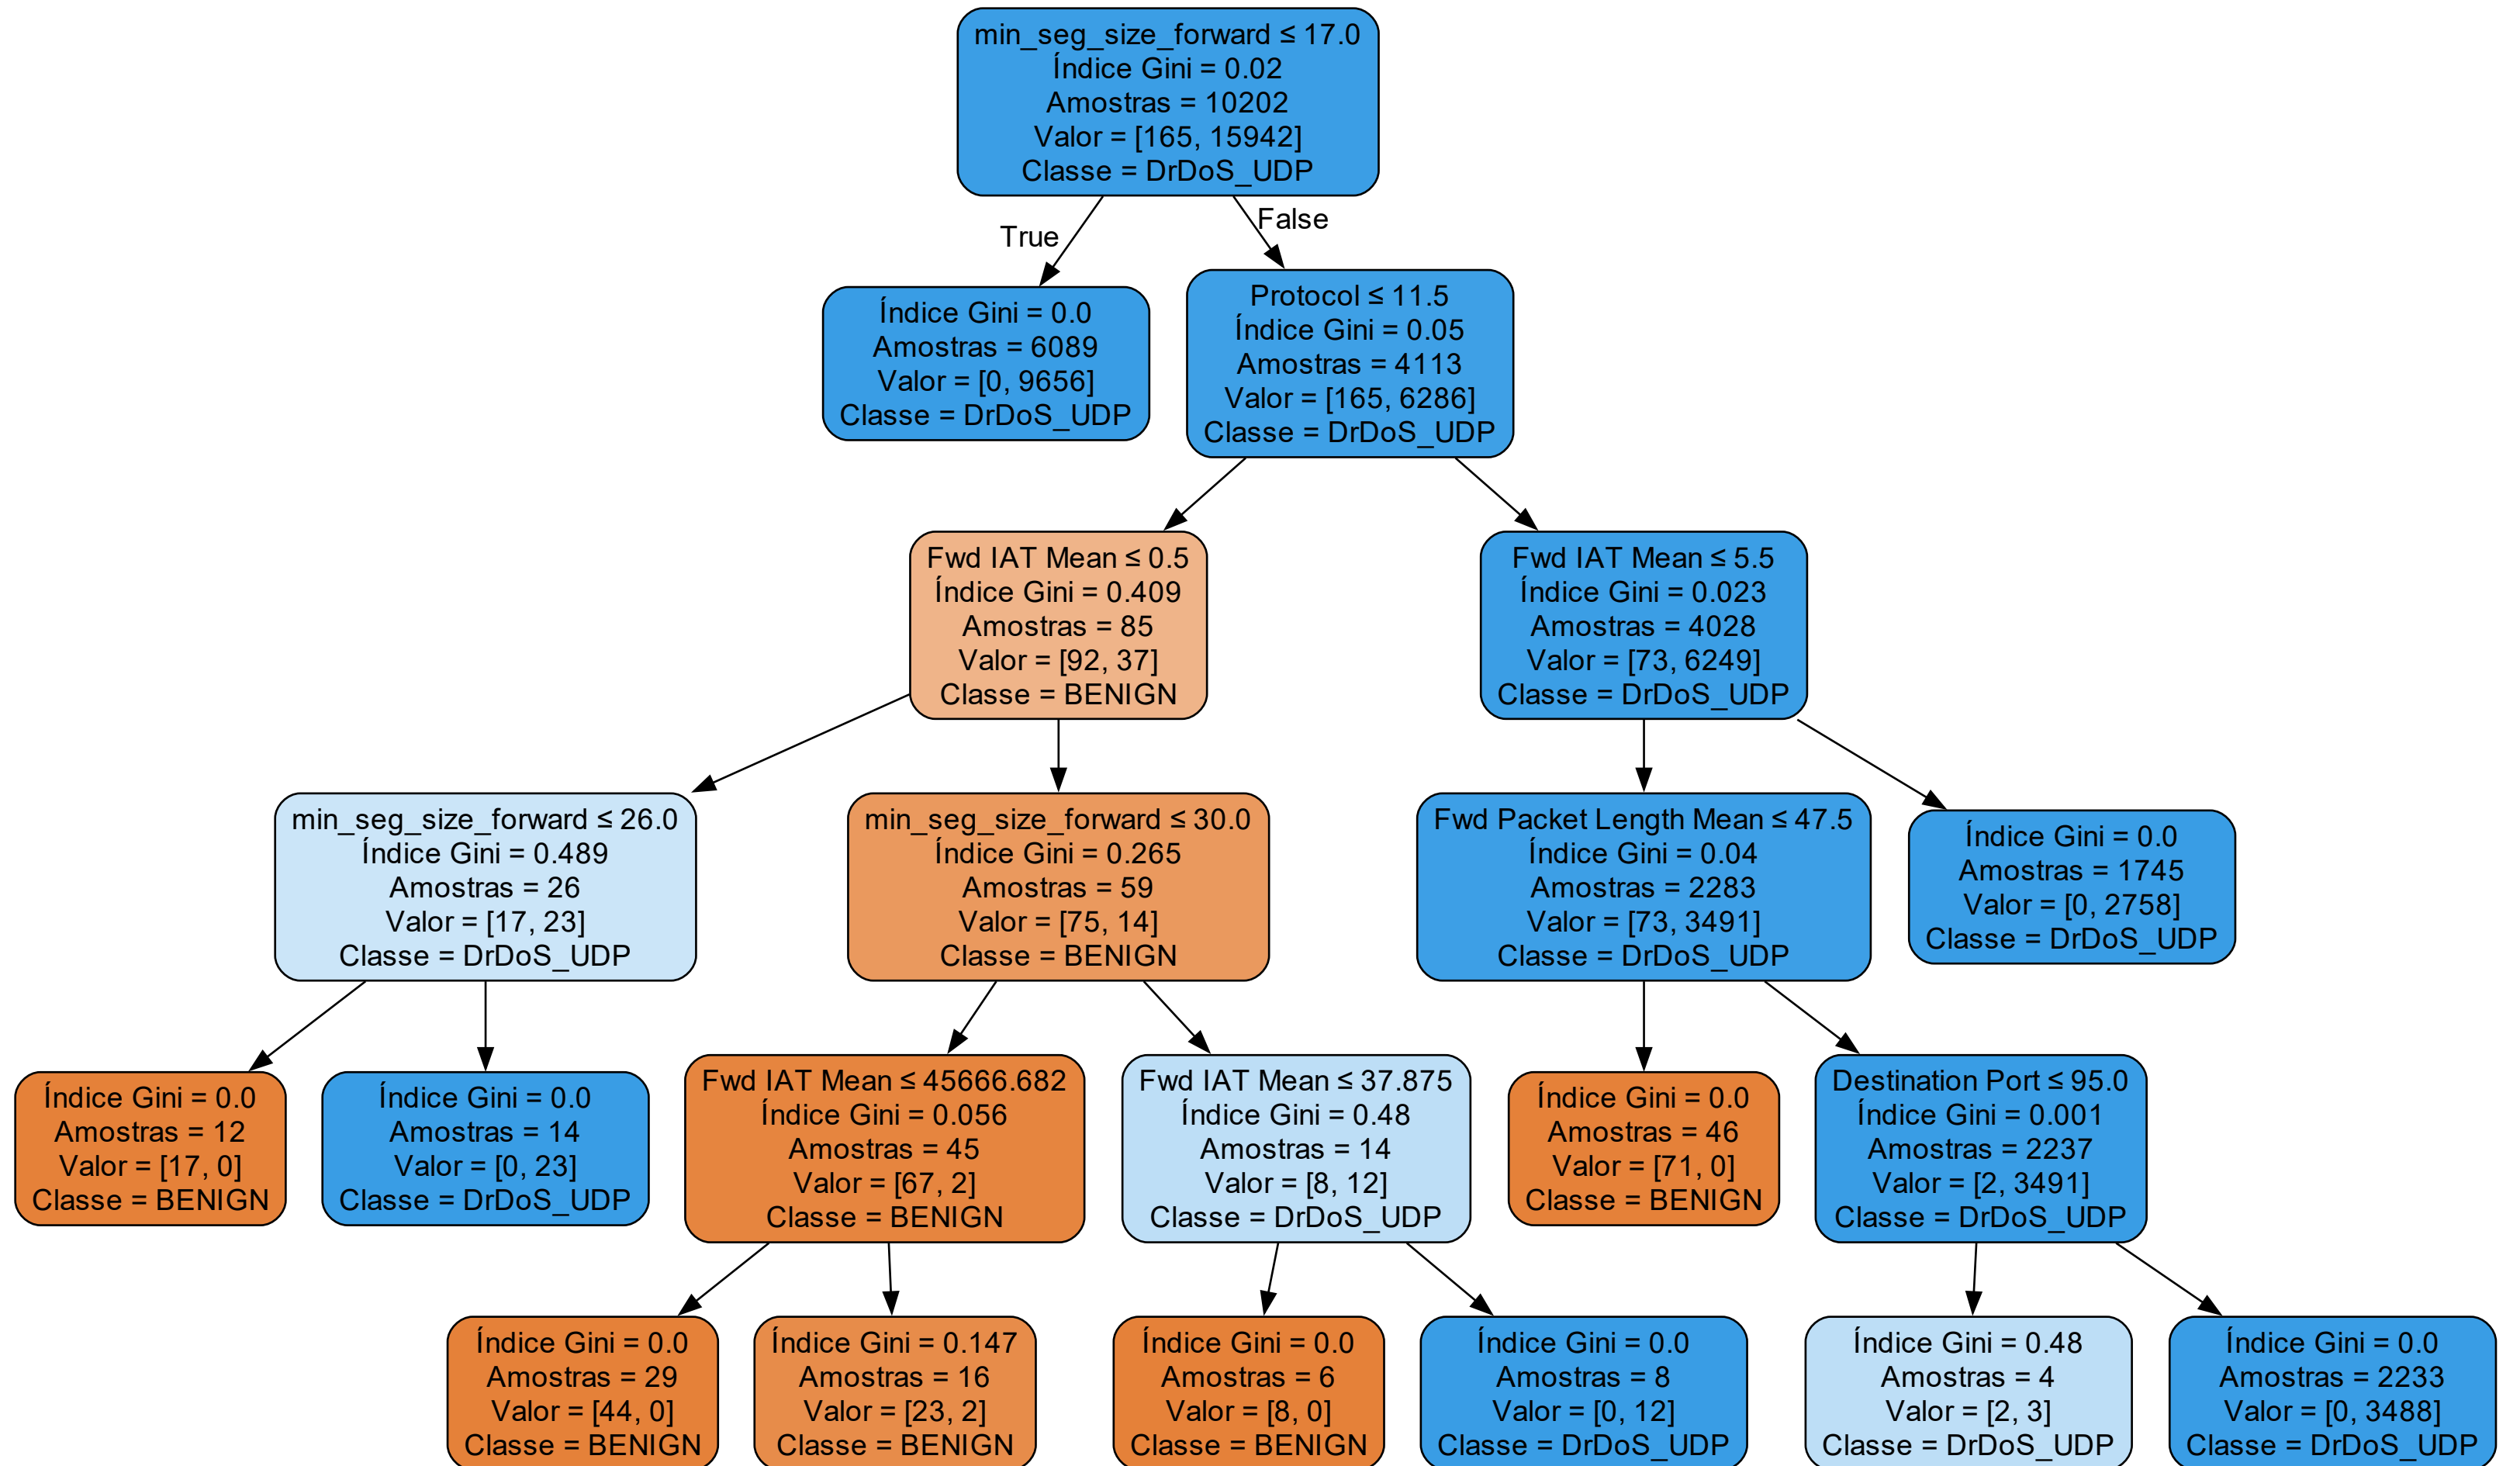 min_seg_size_forward ≤ 17.0
Índice Gini = 0.02
Amostras = 10202
Valor = [165, 15942]
Classe = DrDoS_UDP
True
False
Índice Gini = 0.0
Amostras = 6089
Valor = [0, 9656]
Classe = DrDoS_UDP
Protocol ≤ 11.5
Índice Gini = 0.05
Amostras = 4113
Valor = [165, 6286]
Classe = DrDoS_UDP
Fwd IAT Mean ≤ 0.5
Índice Gini = 0.409
Amostras = 85
Valor = [92, 37]
Classe = BENIGN
Fwd IAT Mean ≤ 5.5
Índice Gini = 0.023
Amostras = 4028
Valor = [73, 6249]
Classe = DrDoS_UDP
min_seg_size_forward ≤ 26.0
Índice Gini = 0.489
Amostras = 26
Valor = [17, 23]
Classe = DrDoS_UDP
min_seg_size_forward ≤ 30.0
Índice Gini = 0.265
Amostras = 59
Valor = [75, 14]
Classe = BENIGN
Fwd Packet Length Mean ≤ 47.5
Índice Gini = 0.04
Amostras = 2283
Valor = [73, 3491]
Classe = DrDoS_UDP
Índice Gini = 0.0
Amostras = 1745
Valor = [0, 2758]
Classe = DrDoS_UDP
Índice Gini = 0.0
Amostras = 12
Valor = [17, 0]
Classe = BENIGN
Índice Gini = 0.0
Amostras = 14
Valor = [0, 23]
Classe = DrDoS_UDP
Fwd IAT Mean ≤ 45666.682
Índice Gini = 0.056
Amostras = 45
Valor = [67, 2]
Classe = BENIGN
Fwd IAT Mean ≤ 37.875
Índice Gini = 0.48
Amostras = 14
Valor = [8, 12]
Classe = DrDoS_UDP
Índice Gini = 0.0
Amostras = 46
Valor = [71, 0]
Classe = BENIGN
Destination Port ≤ 95.0
Índice Gini = 0.001
Amostras = 2237
Valor = [2, 3491]
Classe = DrDoS_UDP
Índice Gini = 0.0
Amostras = 29
Valor = [44, 0]
Classe = BENIGN
Índice Gini = 0.147
Amostras = 16
Valor = [23, 2]
Classe = BENIGN
Índice Gini = 0.0
Amostras = 6
Valor = [8, 0]
Classe = BENIGN
Índice Gini = 0.0
Amostras = 8
Valor = [0, 12]
Classe = DrDoS_UDP
Índice Gini = 0.48
Amostras = 4
Valor = [2, 3]
Classe = DrDoS_UDP
Índice Gini = 0.0
Amostras = 2233
Valor = [0, 3488]
Classe = DrDoS_UDP